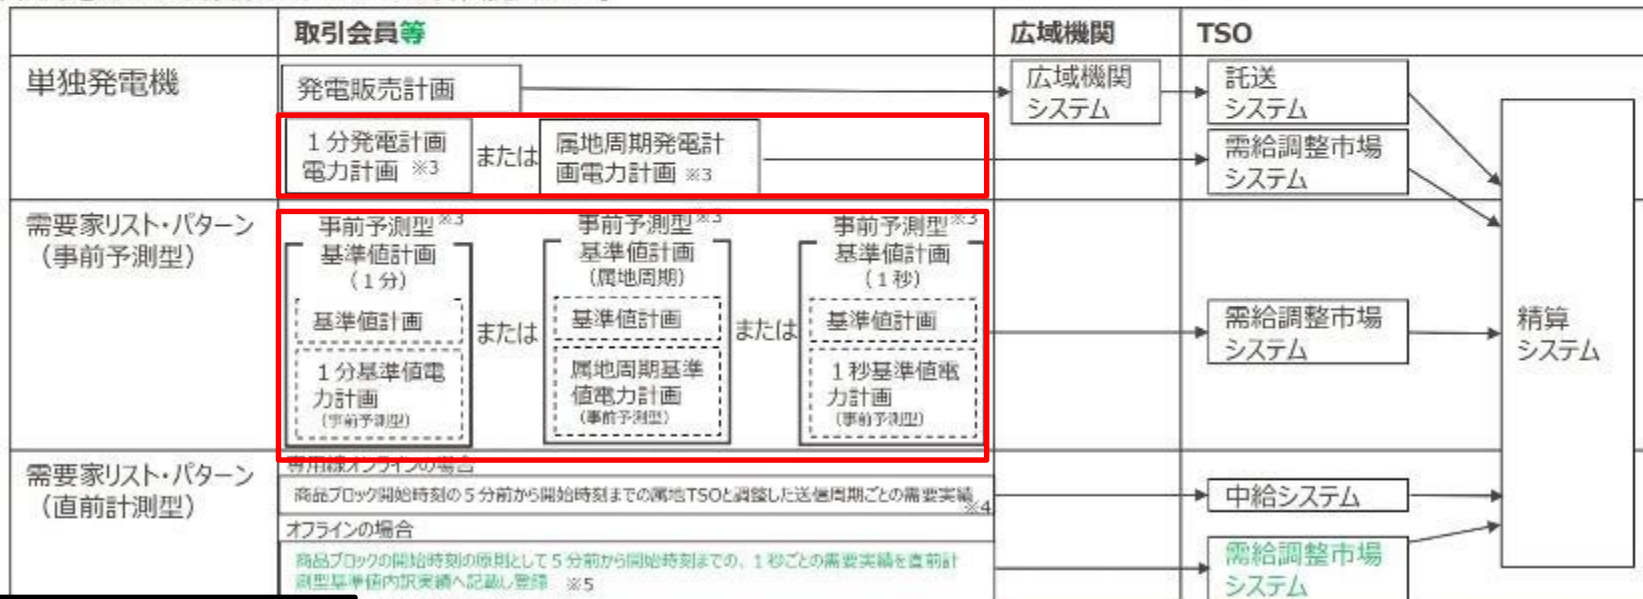 取引会員等
広域機関
TSO
単独発電機
発電販売計画
広域機関
システム
託送
システム
1分発電計画
電力計画 ※3
または
属地周期発電計
画電力計画 ※3
需給調整市場
システム
需要家リスト・パターン
(事前予測型)
事前予測型※3
基準値計画
(1分)
基準値計画
1分基準値電
力計画
(事前予測型)
または
事前予測型※3
基準値計画
(属地周期)
基準値計画
属地周期基準
値電力計画
(事前予測型)
または
事前予測型※3
基準値計画
(1秒)
基準値計画
1秒基準値電
力計画
(事前予測型)
需給調整市場
システム
精算
システム
需要家リスト・パターン
(直前計測型)
専用線オンラインの場合
商品ブロック開始時刻の5分前から開始時刻までの属地TSOと調整した送信周期ごとの需要実績
※4
中給システム
オフラインの場合
商品ブロックの開始時刻の原則として5分前から開始時刻までの、1秒ごとの需要実績を直前計
測型基準値内訳実績へ記載し登録 ※5
需給調整市場
システム